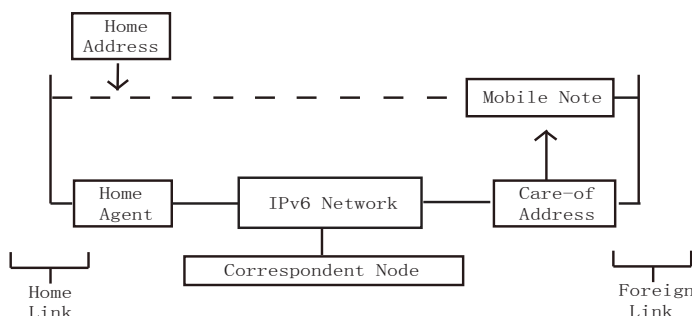 Home
Address
Mobile Note
Home
Agent
IPv6 Network
Care-of
Address
Correspondent Node
Home
Link
Foreign
Link